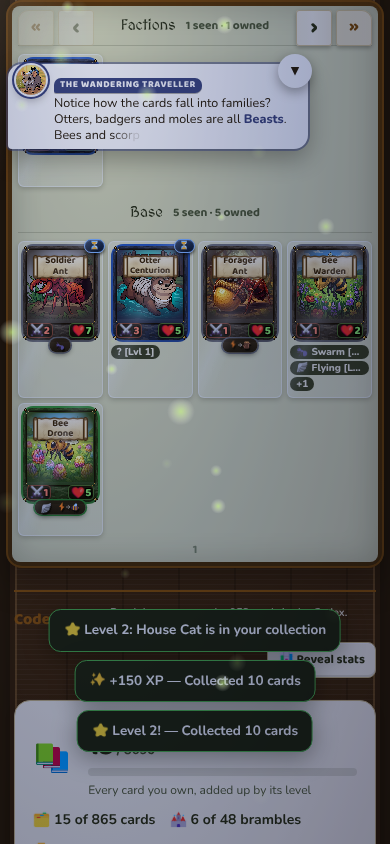 « ‹ Factions 1 seen · 1 owned › »
THE WANDERING TRAVELLER
Notice how the cards fall into families?
Otters, badgers and moles are all Beasts.
Bees and scorp
Base 5 seen · 5 owned
Soldier Ant
2 7
Otter Centurion
3 5
? [Lvl 1]
Forager Ant
1 5
Bee Warden
1 2
Swarm [...
Flying [L...
+1
Bee Drone
1 5
1
Code
Level 2: House Cat is in your collection
Reveal stats
+150 XP — Collected 10 cards
Level 2! — Collected 10 cards
Every card you own, added up by its level
15 of 865 cards 6 of 48 brambles